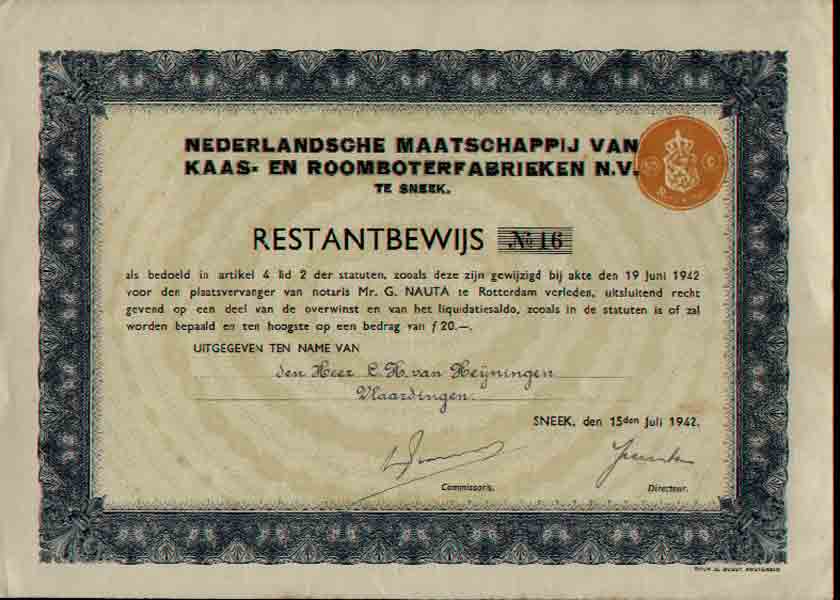 NEDERLANDSCHE MAATSCHAPPIJ VAN
KAAS- EN ROOMBOTERFABRIEKEN N.V.
TE SNEEK.
RESTANTBEWIJS No 16
als bedoeld in artikel 4 lid 2 der statuten, zooals deze zijn gewijzigd bij akte den 19 Juni 1942
voor den plaatsvervanger van notaris Mr. G. NAUTA te Rotterdam verleden, uitsluitend recht
gevend op een deel van de overwinst en van het liquidatiesaldo, zooals in de statuten is of zal
worden bepaald en ten hoogste op een bedrag van ƒ 20.—.
UITGEGEVEN TEN NAME VAN
den Heer C. H. van Heijningen
Vlaardingen.
SNEEK, den 15den Juli 1942.
Commissaris.
Directeur.